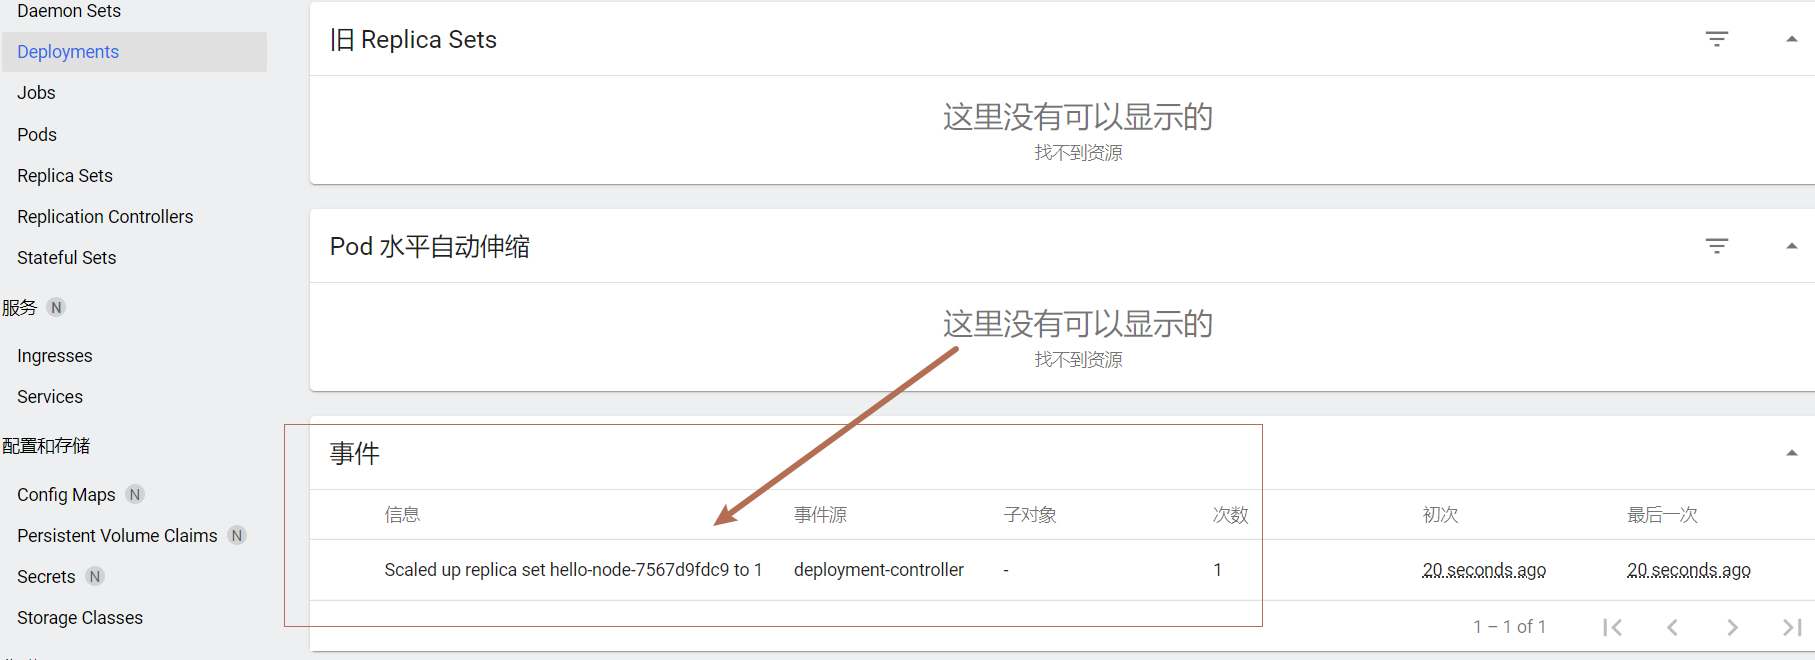 Daemon Sets
Deployments
Jobs
Pods
Replica Sets
Replication Controllers
Stateful Sets
服务 N
Ingresses
Services
配置和存储
Config Maps N
Persistent Volume Claims N
Secrets N
Storage Classes
旧 Replica Sets
这里没有可以显示的
找不到资源
Pod 水平自动伸缩
这里没有可以显示的
找不到资源
事件
信息 事件源 子对象 次数 初次 最后一次
Scaled up replica set hello-node-7567d9fdc9 to 1 deployment-controller - 1 20 seconds ago 20 seconds ago
1 – 1 of 1